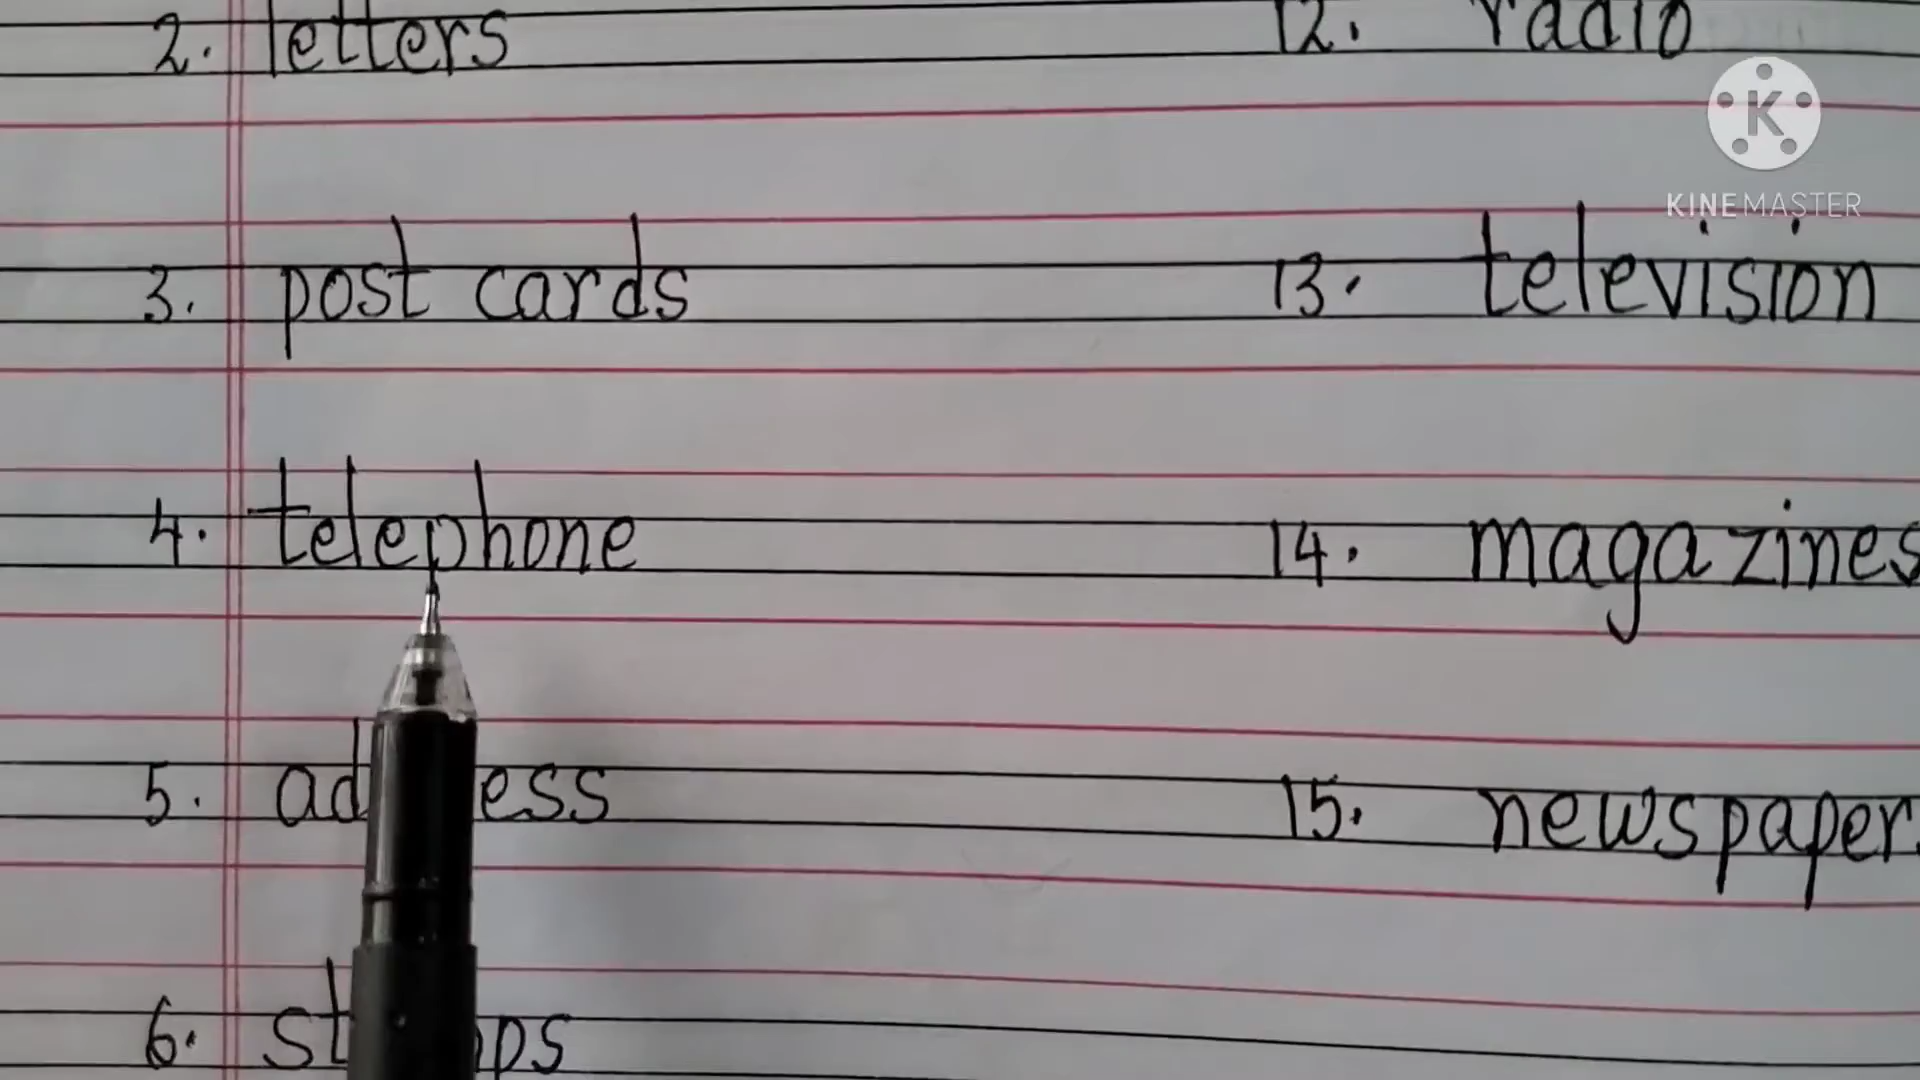 2. letters
3. post cards
4. telephone
5.
6.
12. radio
13. television
14. magazines
15. newspaper
K
KINEMASTER